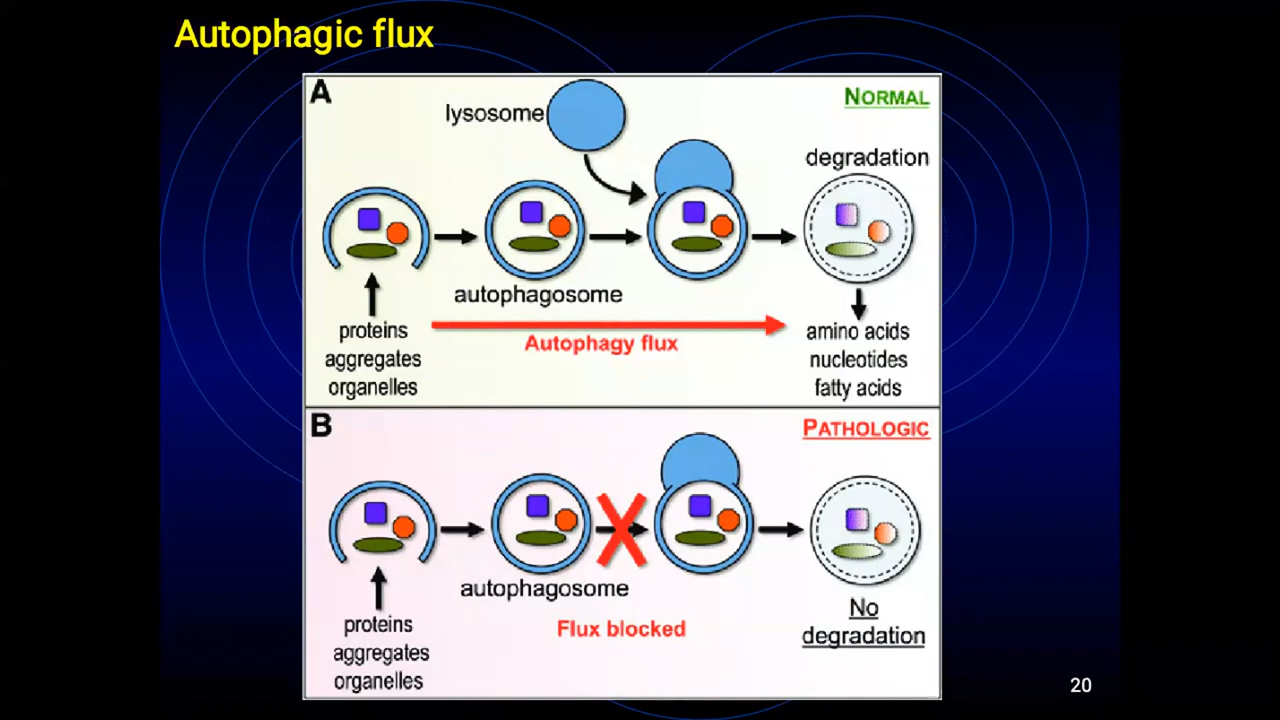 Autophagic flux
A
NORMAL
lysosome
degradation
autophagosome
proteins
aggregates
organelles
Autophagy flux
amino acids
nucleotides
fatty acids
B
PATHOLOGIC
autophagosome
proteins
aggregates
organelles
Flux blocked
No
degradation
20